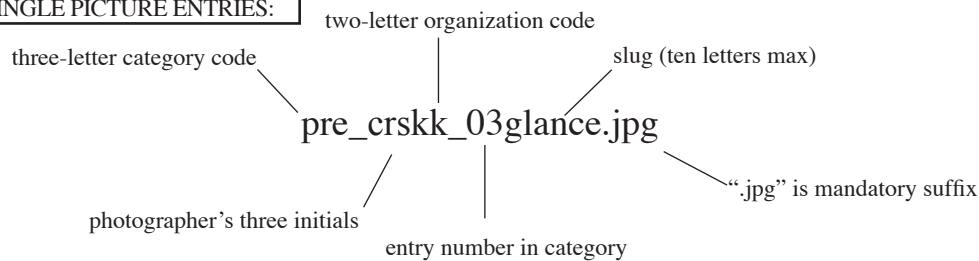 INGLE PICTURE ENTRIES:
two-letter organization code
three-letter category code
slug (ten letters max)
pre_crskk_03glance.jpg
“.jpg” is mandatory suffix
photographer’s three initials
entry number in category